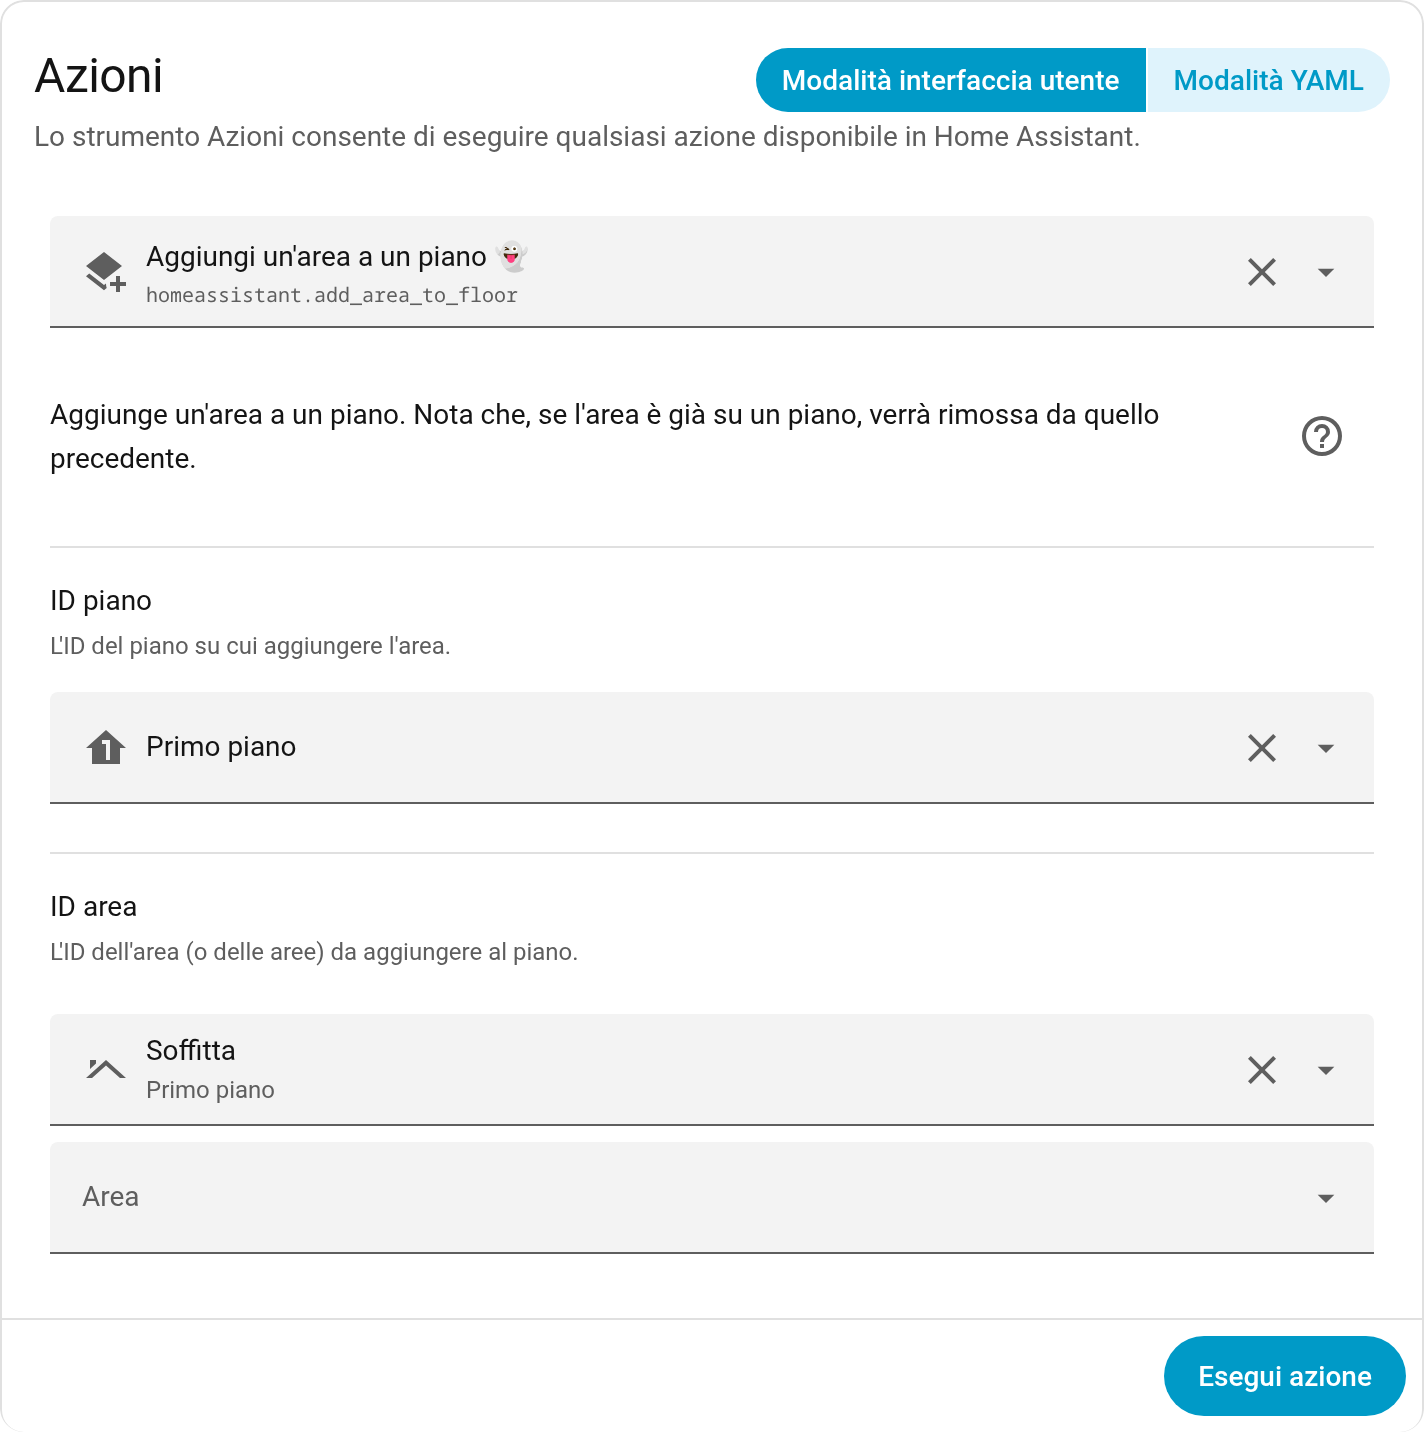 Azioni
Modalità interfaccia utente
Modalità YAML
Lo strumento Azioni consente di eseguire qualsiasi azione disponibile in Home Assistant.
Aggiungi un'area a un piano 👻
homeassistant.add_area_to_floor
Aggiunge un'area a un piano. Nota che, se l'area è già su un piano, verrà rimossa da quello
precedente.
ID piano
L'ID del piano su cui aggiungere l'area.
Primo piano
ID area
L'ID dell'area (o delle aree) da aggiungere al piano.
Soffitta
Primo piano
Area
Esegui azione